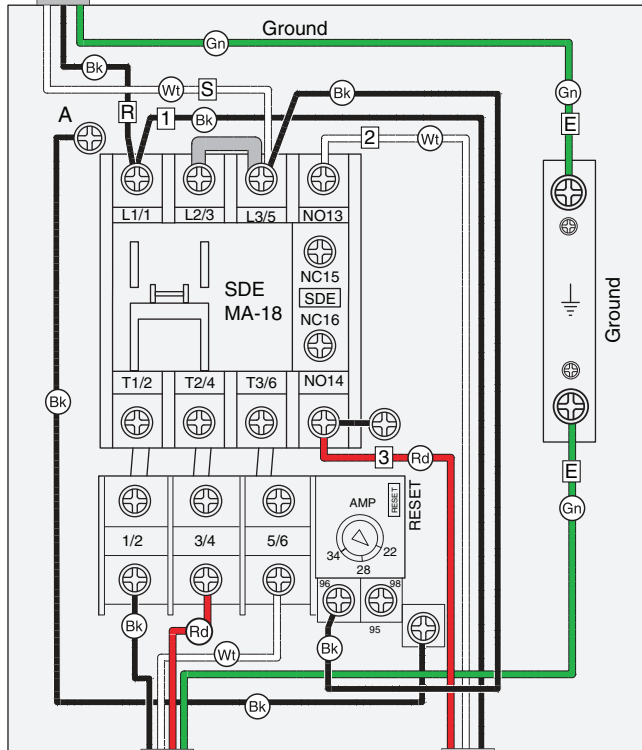 Ground
Gn
Bk
Wt
S
Bk
Gn
A
R
1
Bk
2
Wt
E
L1/1
L2/3
L3/5
NO13
SDE
MA-18
NC15
SDE
NC16
Ground
T1/2
T2/4
T3/6
NO14
Bk
3
Rd
E
Gn
AMP
RESET
RESET
1/2
3/4
5/6
34
22
28
96
98
95
Bk
Rd
Wt
Bk
Bk